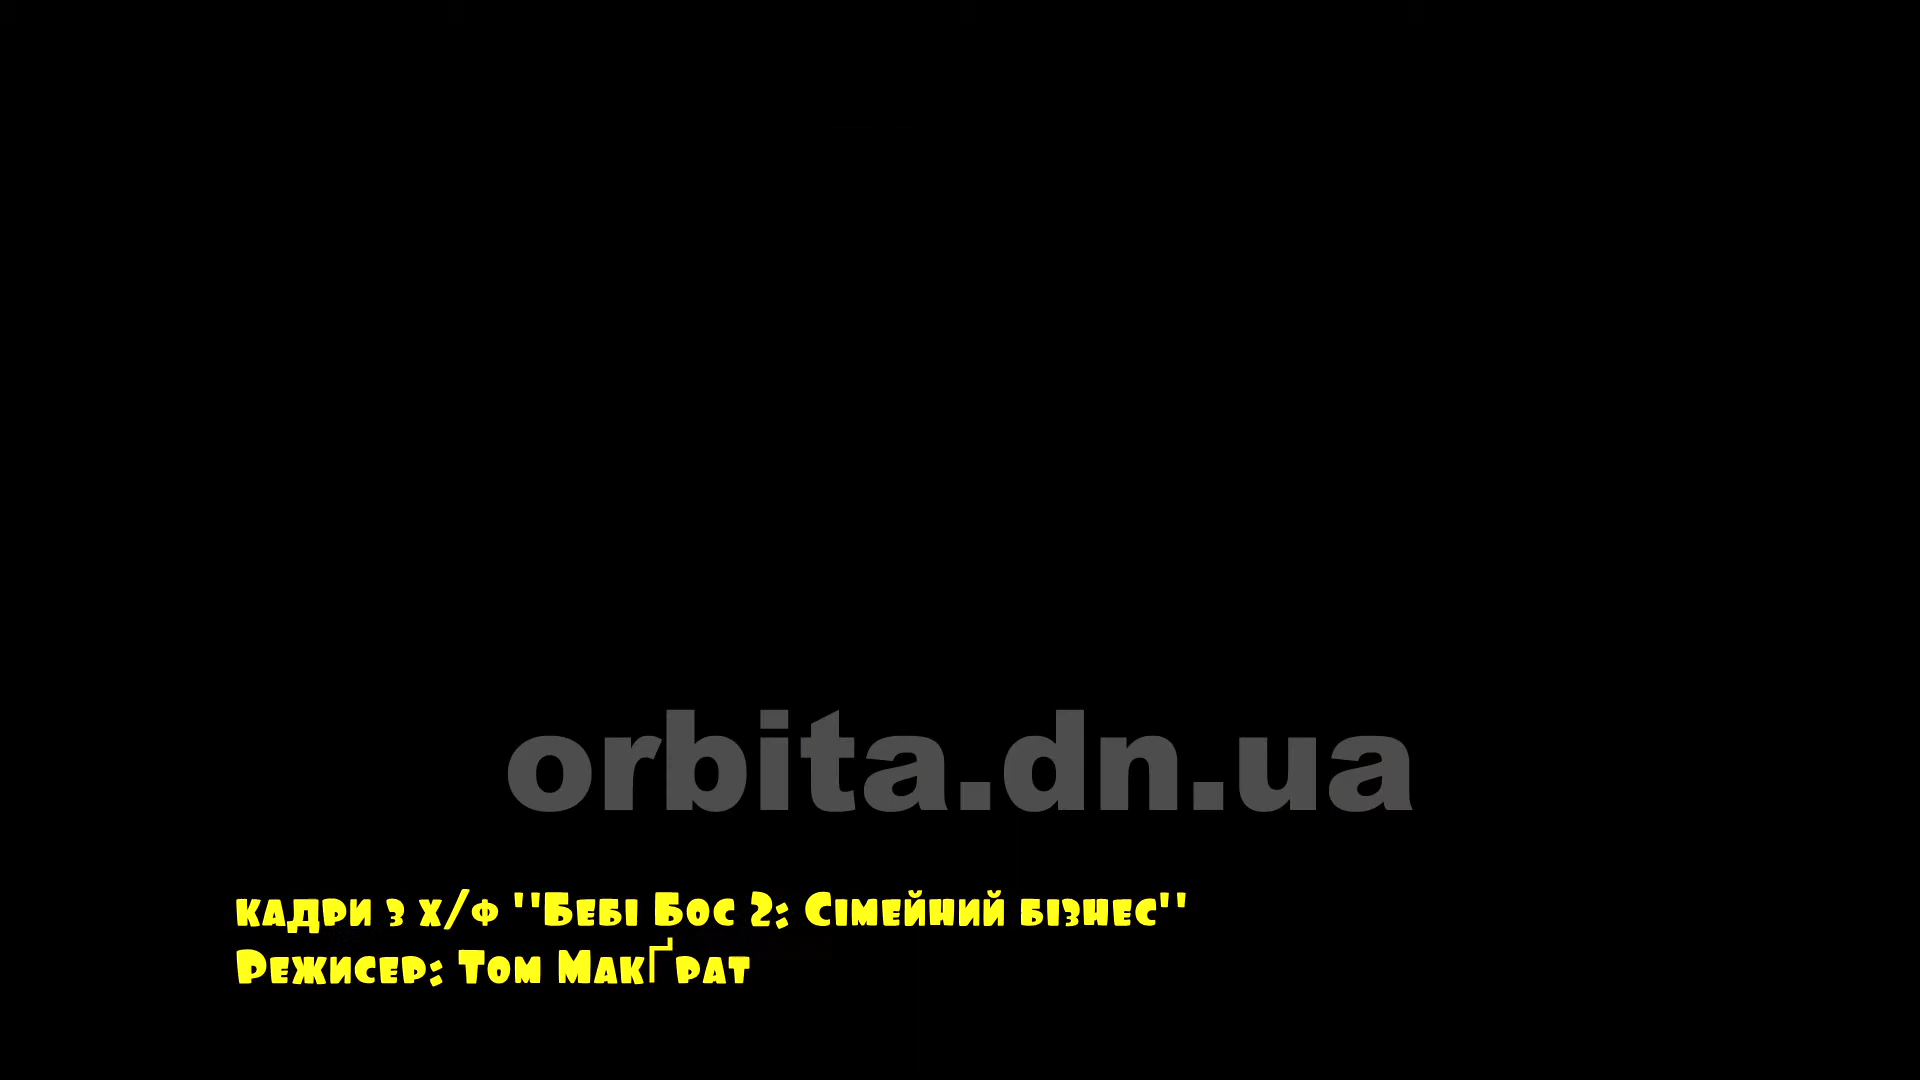 orbita.dn.ua
кадри з х/ф ''Бебі Бос 2: Сімейний бізнес''
Режисер: Том МакҐрат